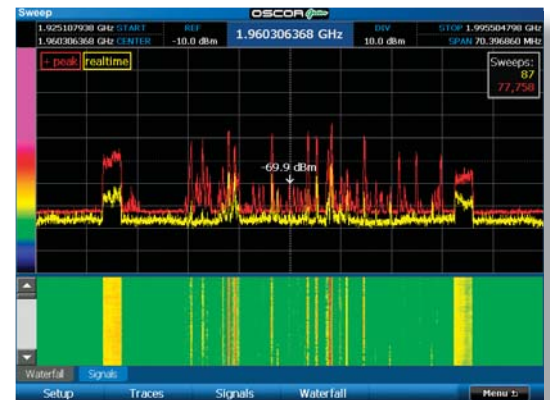 Sweep
OSCOR Green
1.925107938 GHz START
REF
1.960306368 GHz
DIV
STOP 1.995504798 GHz
1.960306368 GHz CENTER
-10.0 dBm
10.0 dBm
SPAN 70.396860 MHz
+ peak
realtime
Sweeps:
87
77,758
-69.9 dBm
Waterfall
Signals
Setup
Traces
Signals
Waterfall
Menu